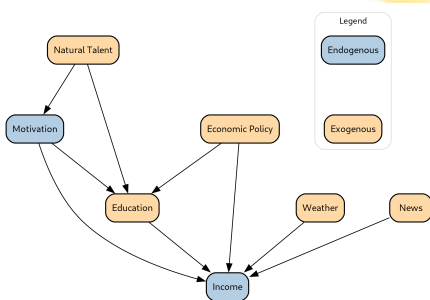 Legend
Natural Talent
Endogenous
Motivation
Economic Policy
Exogenous
Education
Weather
News
Income